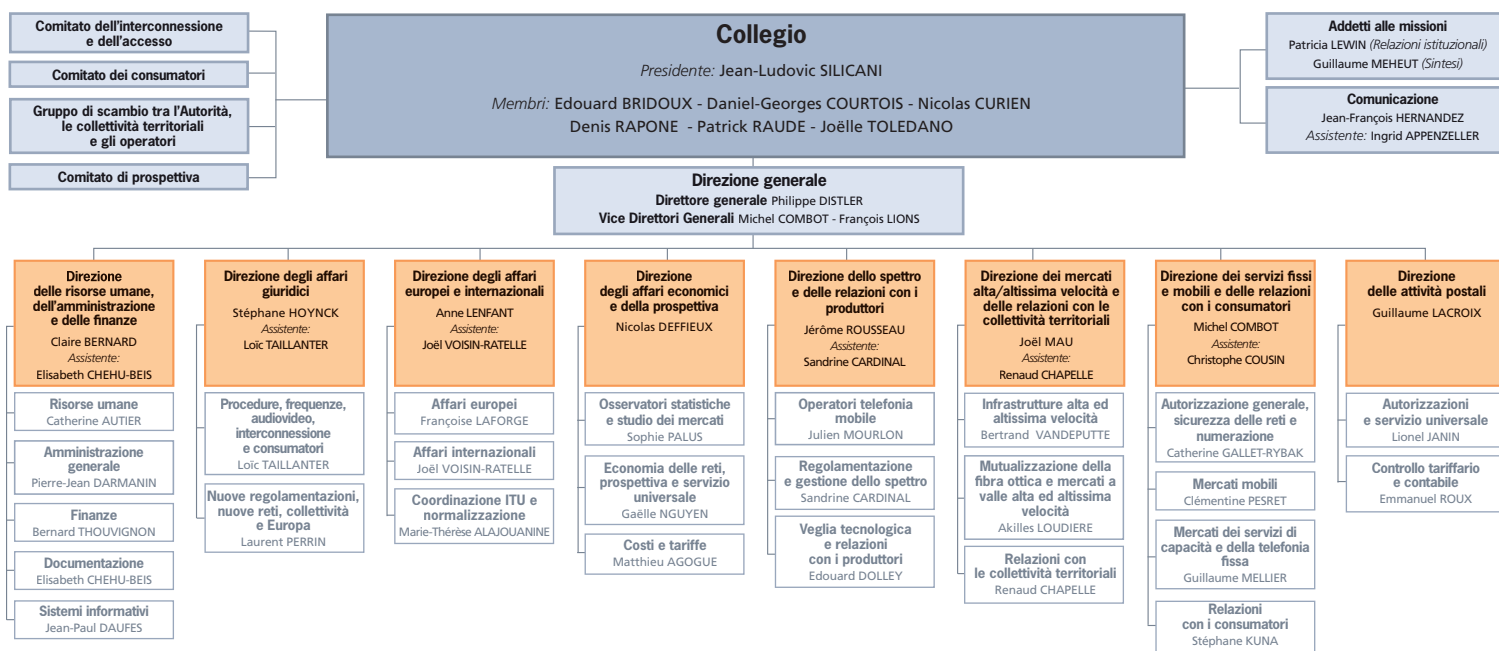 Comitato dell'interconnessione
e dell'accesso
Comitato dei consumatori
Gruppo di scambio tra l'Autorità,
le collettività territoriali
e gli operatori
Comitato di prospettiva
Collegio
Presidente: Jean-Ludovic SILICANI
Membri: Edouard BRIDOUX - Daniel-Georges COURTOIS - Nicolas CURIEN
Denis RAPONE - Patrick RAUDE - Joëlle TOLEDANO
Addetti alle missioni
Patricia LEWIN (Relazioni istituzionali)
Guillaume MEHEUT (Sintesi)
Comunicazione
Jean-François HERNANDEZ
Assistente: Ingrid APPENZELLER
Direzione generale
Direttore generale Philippe DISTLER
Vice Direttori Generali Michel COMBOT - François LIONS
Direzione
delle risorse umane,
dell'amministrazione
e delle finanze
Claire BERNARD
Assistente:
Elisabeth CHEHU-BEIS
Risorse umane
Catherine AUTIER
Amministrazione
generale
Pierre-Jean DARMANIN
Finanze
Bernard THOUVIGNON
Documentazione
Elisabeth CHEHU-BEIS
Sistemi informativi
Jean-Paul DAUFES
Direzione degli affari
giuridici
Stéphane HOYNCK
Assistente:
Loïc TAILLANTER
Procedure, frequenze,
audiovideo,
interconnessione
e consumatori
Loïc TAILLANTER
Nuove regolamentazioni,
nuove reti, collettività
e Europa
Laurent PERRIN
Direzione degli affari
europei e internazionali
Anne LENFANT
Assistente:
Joël VOISIN-RATELLE
Affari europei
Françoise LAFORGE
Affari internazionali
Joël VOISIN-RATELLE
Coordinazione ITU e
normalizzazione
Marie-Thérèse ALAJOUANINE
Direzione
degli affari economici
e della prospettiva
Nicolas DEFFIEUX
Osservatori statistiche
e studio dei mercati
Sophie PALUS
Economia delle reti,
prospettiva e servizio
universale
Gaëlle NGUYEN
Costi e tariffe
Matthieu AGOGUE
Direzione dello spettro
e delle relazioni con i
produttori
Jérôme ROUSSEAU
Assistente:
Sandrine CARDINAL
Operatori telefonia
mobile
Julien MOURLON
Regolamentazione
e gestione dello spettro
Sandrine CARDINAL
Veglia tecnologica
e relazioni
con i produttori
Edouard DOLLEY
Direzione dei mercati
alta/altissima velocità e
delle relazioni con le
collettività territoriali
Joël MAU
Assistente:
Renaud CHAPELLE
Infrastrutture alta ed
altissima velocità
Bertrand VANDEPUTTE
Mutualizzazione della
fibra ottica e mercati a
valle alta ed altissima
velocità
Akilles LOUDIERE
Relazioni con
le collettività territoriali
Renaud CHAPELLE
Direzione dei servizi fissi
e mobili e delle relazioni
con i consumatori
Michel COMBOT
Assistente:
Christophe COUSIN
Autorizzazione generale,
sicurezza delle reti e
numerazione
Catherine GALLET-RYBAK
Mercati mobili
Clémentine PESRET
Mercati dei servizi di
capacità e della telefonia
fissa
Guillaume MELLIER
Relazioni
con i consumatori
Stéphane KUNA
Direzione
delle attività postali
Guillaume LACROIX
Autorizzazioni
e servizio universale
Lionel JANIN
Controllo tariffario
e contabile
Emmanuel ROUX